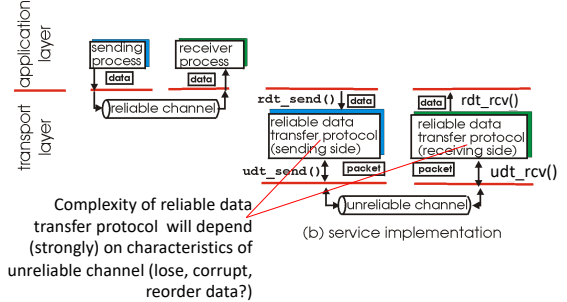 application
layer
transport
layer
sending
process
data
receiver
process
data
reliable channel
rdt_send()
data
reliable data
transfer protocol
(sending side)
udt_send()
packet
data
rdt_rcv()
reliable data
transfer protocol
(receiving side)
packet
udt_rcv()
unreliable channel
(b) service implementation
Complexity of reliable data
transfer protocol will depend
(strongly) on characteristics of
unreliable channel (lose, corrupt,
reorder data?)